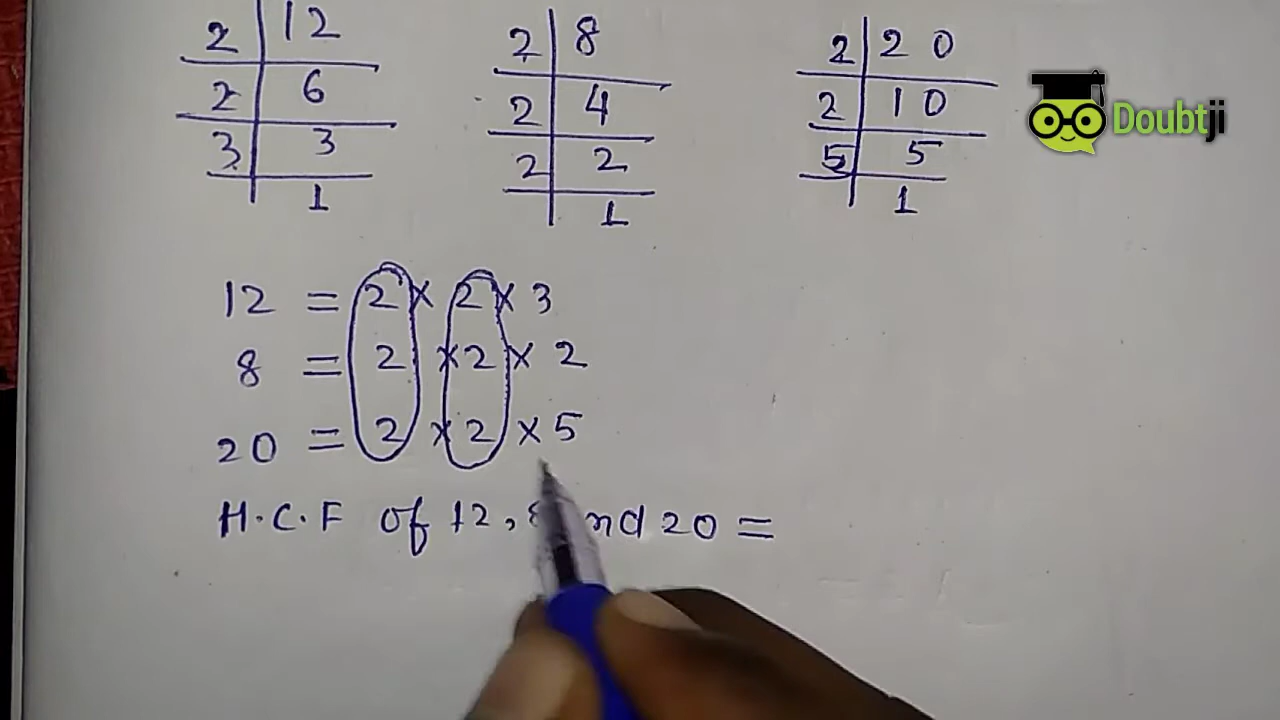 2 12 2 8 2 20
2 6 2 4 2 10
3 3 2 2 5 5
1 1 1
Doubtji
12 = 2 × 2 × 3
8 = 2 × 2 × 2
20 = 2 × 2 × 5
H.C.F of 12, 20 =